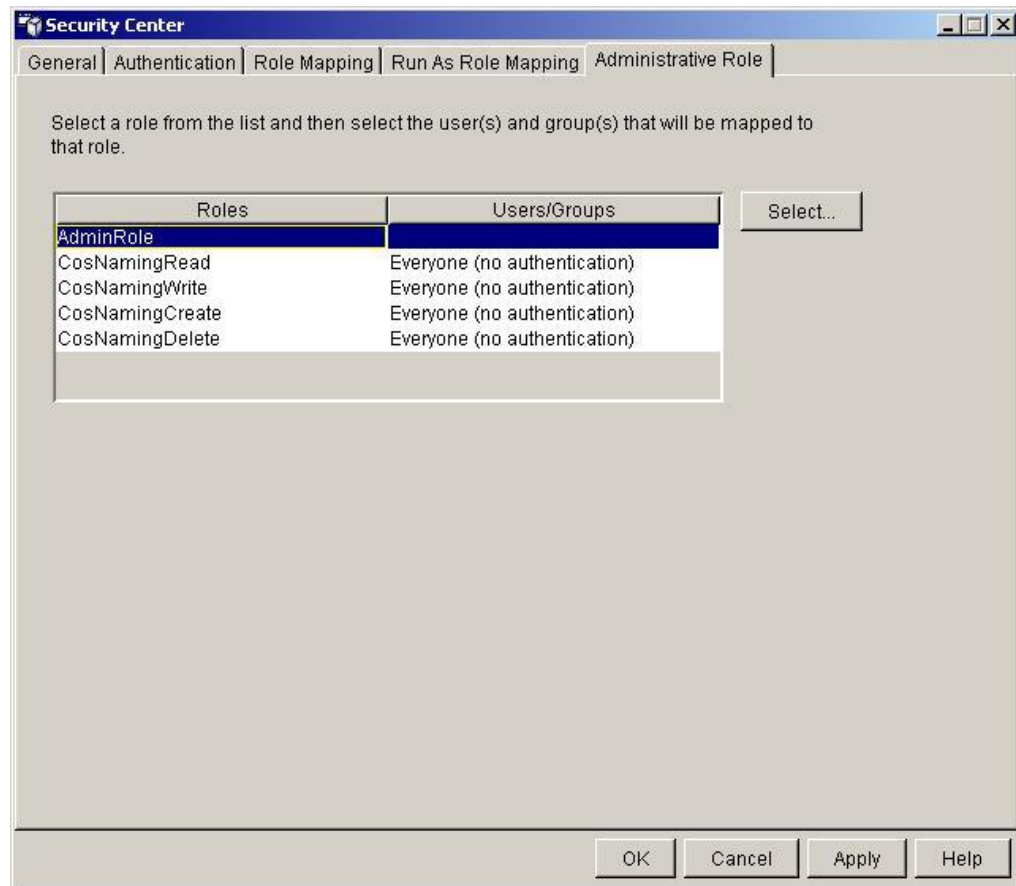 Security Center
General Authentication Role Mapping Run As Role Mapping Administrative Role
Select a role from the list and then select the user(s) and group(s) that will be mapped to
that role.
Roles Users/Groups Select...
AdminRole
CosNamingRead Everyone (no authentication)
CosNamingWrite Everyone (no authentication)
CosNamingCreate Everyone (no authentication)
CosNamingDelete Everyone (no authentication)
OK Cancel Apply Help